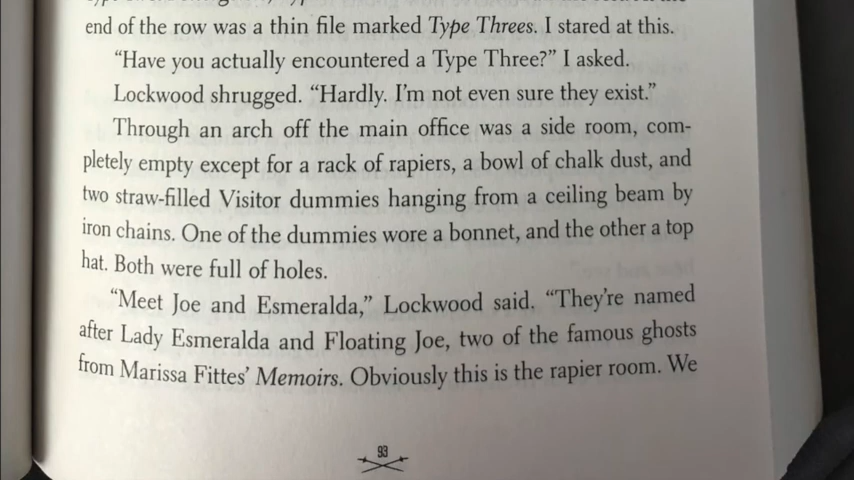 end of the row was a thin file marked Type Threes. I stared at this.
“Have you actually encountered a Type Three?” I asked.
Lockwood shrugged. “Hardly. I’m not even sure they exist.”
Through an arch off the main office was a side room, com-
pletely empty except for a rack of rapiers, a bowl of chalk dust, and
two straw-filled Visitor dummies hanging from a ceiling beam by
iron chains. One of the dummies wore a bonnet, and the other a top
hat. Both were full of holes.
“Meet Joe and Esmeralda,” Lockwood said. “They’re named
after Lady Esmeralda and Floating Joe, two of the famous ghosts
from Marissa Fittes’ Memoirs. Obviously this is the rapier room. We
93